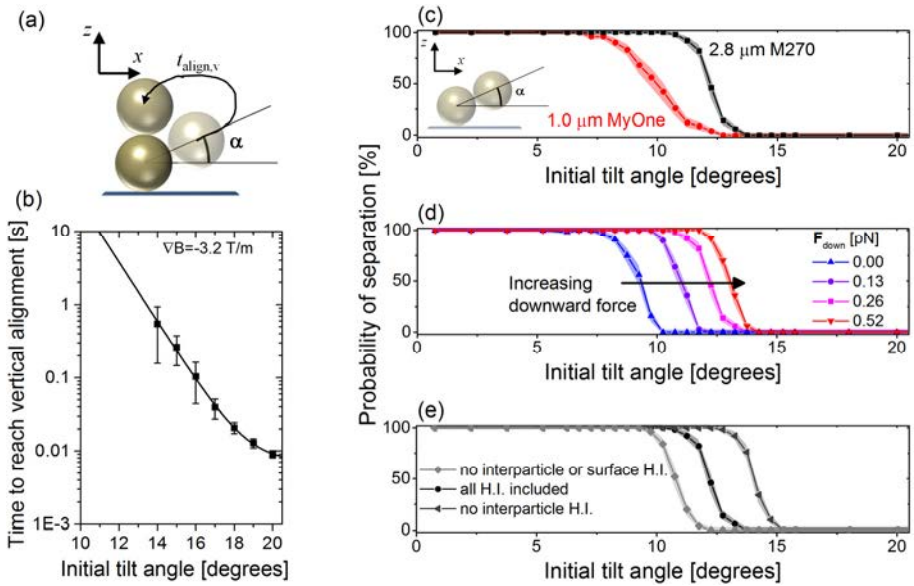 (a)
z
x
t align,v
α
(b)
Time to reach vertical alignment [s]
∇B=-3.2 T/m
10
1
0.1
0.01
1E-3
10 12 14 16 18 20
Initial tilt angle [degrees]
Probability of separation [%]
(c)
100
50
0
z
x
α
2.8 μm M270
1.0 μm MyOne
0 5 10 15 20
Initial tilt angle [degrees]
(d)
100
50
0
Increasing
downward force
F down [pN]
0.00
0.13
0.26
0.52
0 5 10 15 20
Initial tilt angle [degrees]
(e)
100
50
0
no interparticle or surface H.I.
all H.I. included
no interparticle H.I.
0 5 10 15 20
Initial tilt angle [degrees]